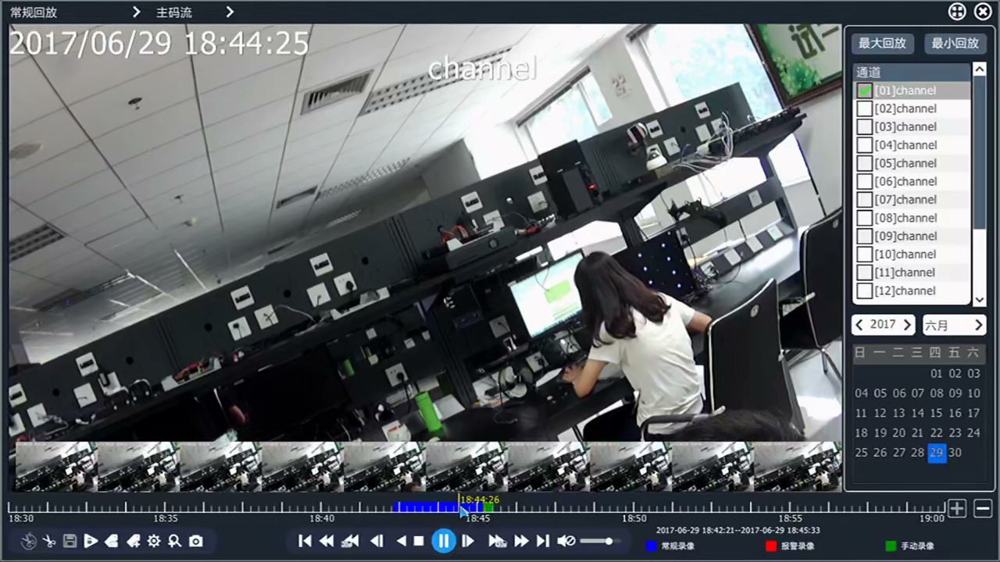 常规回放
主码流
2017/06/29 18:44:25
channel
试一
最大回放 最小回放
通道
[01]channel
[02]channel
[03]channel
[04]channel
[05]channel
[06]channel
[07]channel
[08]channel
[09]channel
[10]channel
[11]channel
[12]channel
2017 六月
日 一 二 三 四 五 六
01 02 03
04 05 06 07 08 09 10
11 12 13 14 15 16 17
18 19 20 21 22 23 24
25 26 27 28 29 30
18:44:26
18:30 18:35 18:40 18:45 18:50 18:55 19:00
2017-06-29 18:42:21--2017-06-29 18:45:33
常规录像 报警录像 手动录像